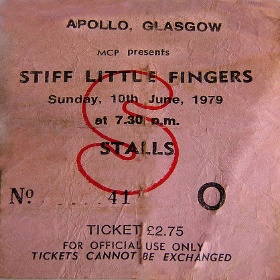 APOLLO, GLASGOW
MCP presents
STIFF LITTLE FINGERS
Sunday, 10th June, 1979
at 7.30 p.m.
STALLS
S
No ...... 41 O
TICKET £2.75
FOR OFFICIAL USE ONLY
TICKETS CANNOT BE EXCHANGED